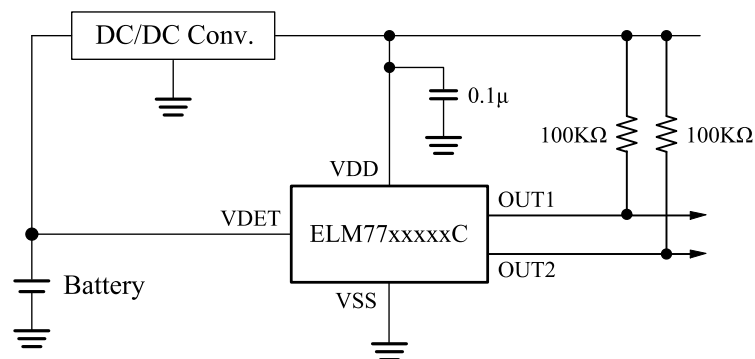 DC/DC Conv.
0.1µ
100KΩ
100KΩ
VDD
OUT1
VDET
ELM77xxxxxC
OUT2
Battery
VSS